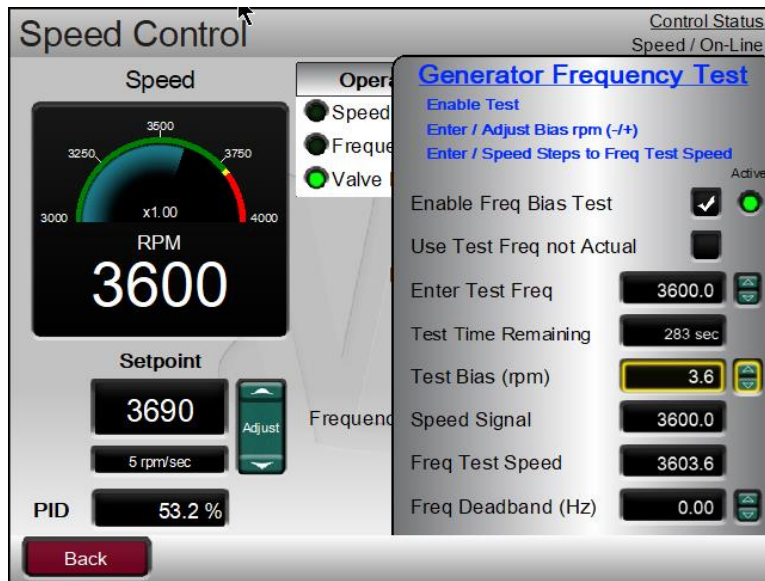 Speed Control
Control Status
Speed / On-Line
Speed
3000
3250
3500
3750
4000
x1.00
RPM
3600
Setpoint
3690
Adjust
5 rpm/sec
PID
53.2 %
Back
Speed
Valve
Generator Frequency Test
Enable Test
Enter / Adjust Bias rpm (-/+)
Enter / Speed Steps to Freq Test Speed
Active
Enable Freq Bias Test
Use Test Freq not Actual
Enter Test Freq
3600.0
Test Time Remaining
283 sec
Test Bias (rpm)
3.6
Speed Signal
3600.0
Freq Test Speed
3603.6
Freq Deadband (Hz)
0.00